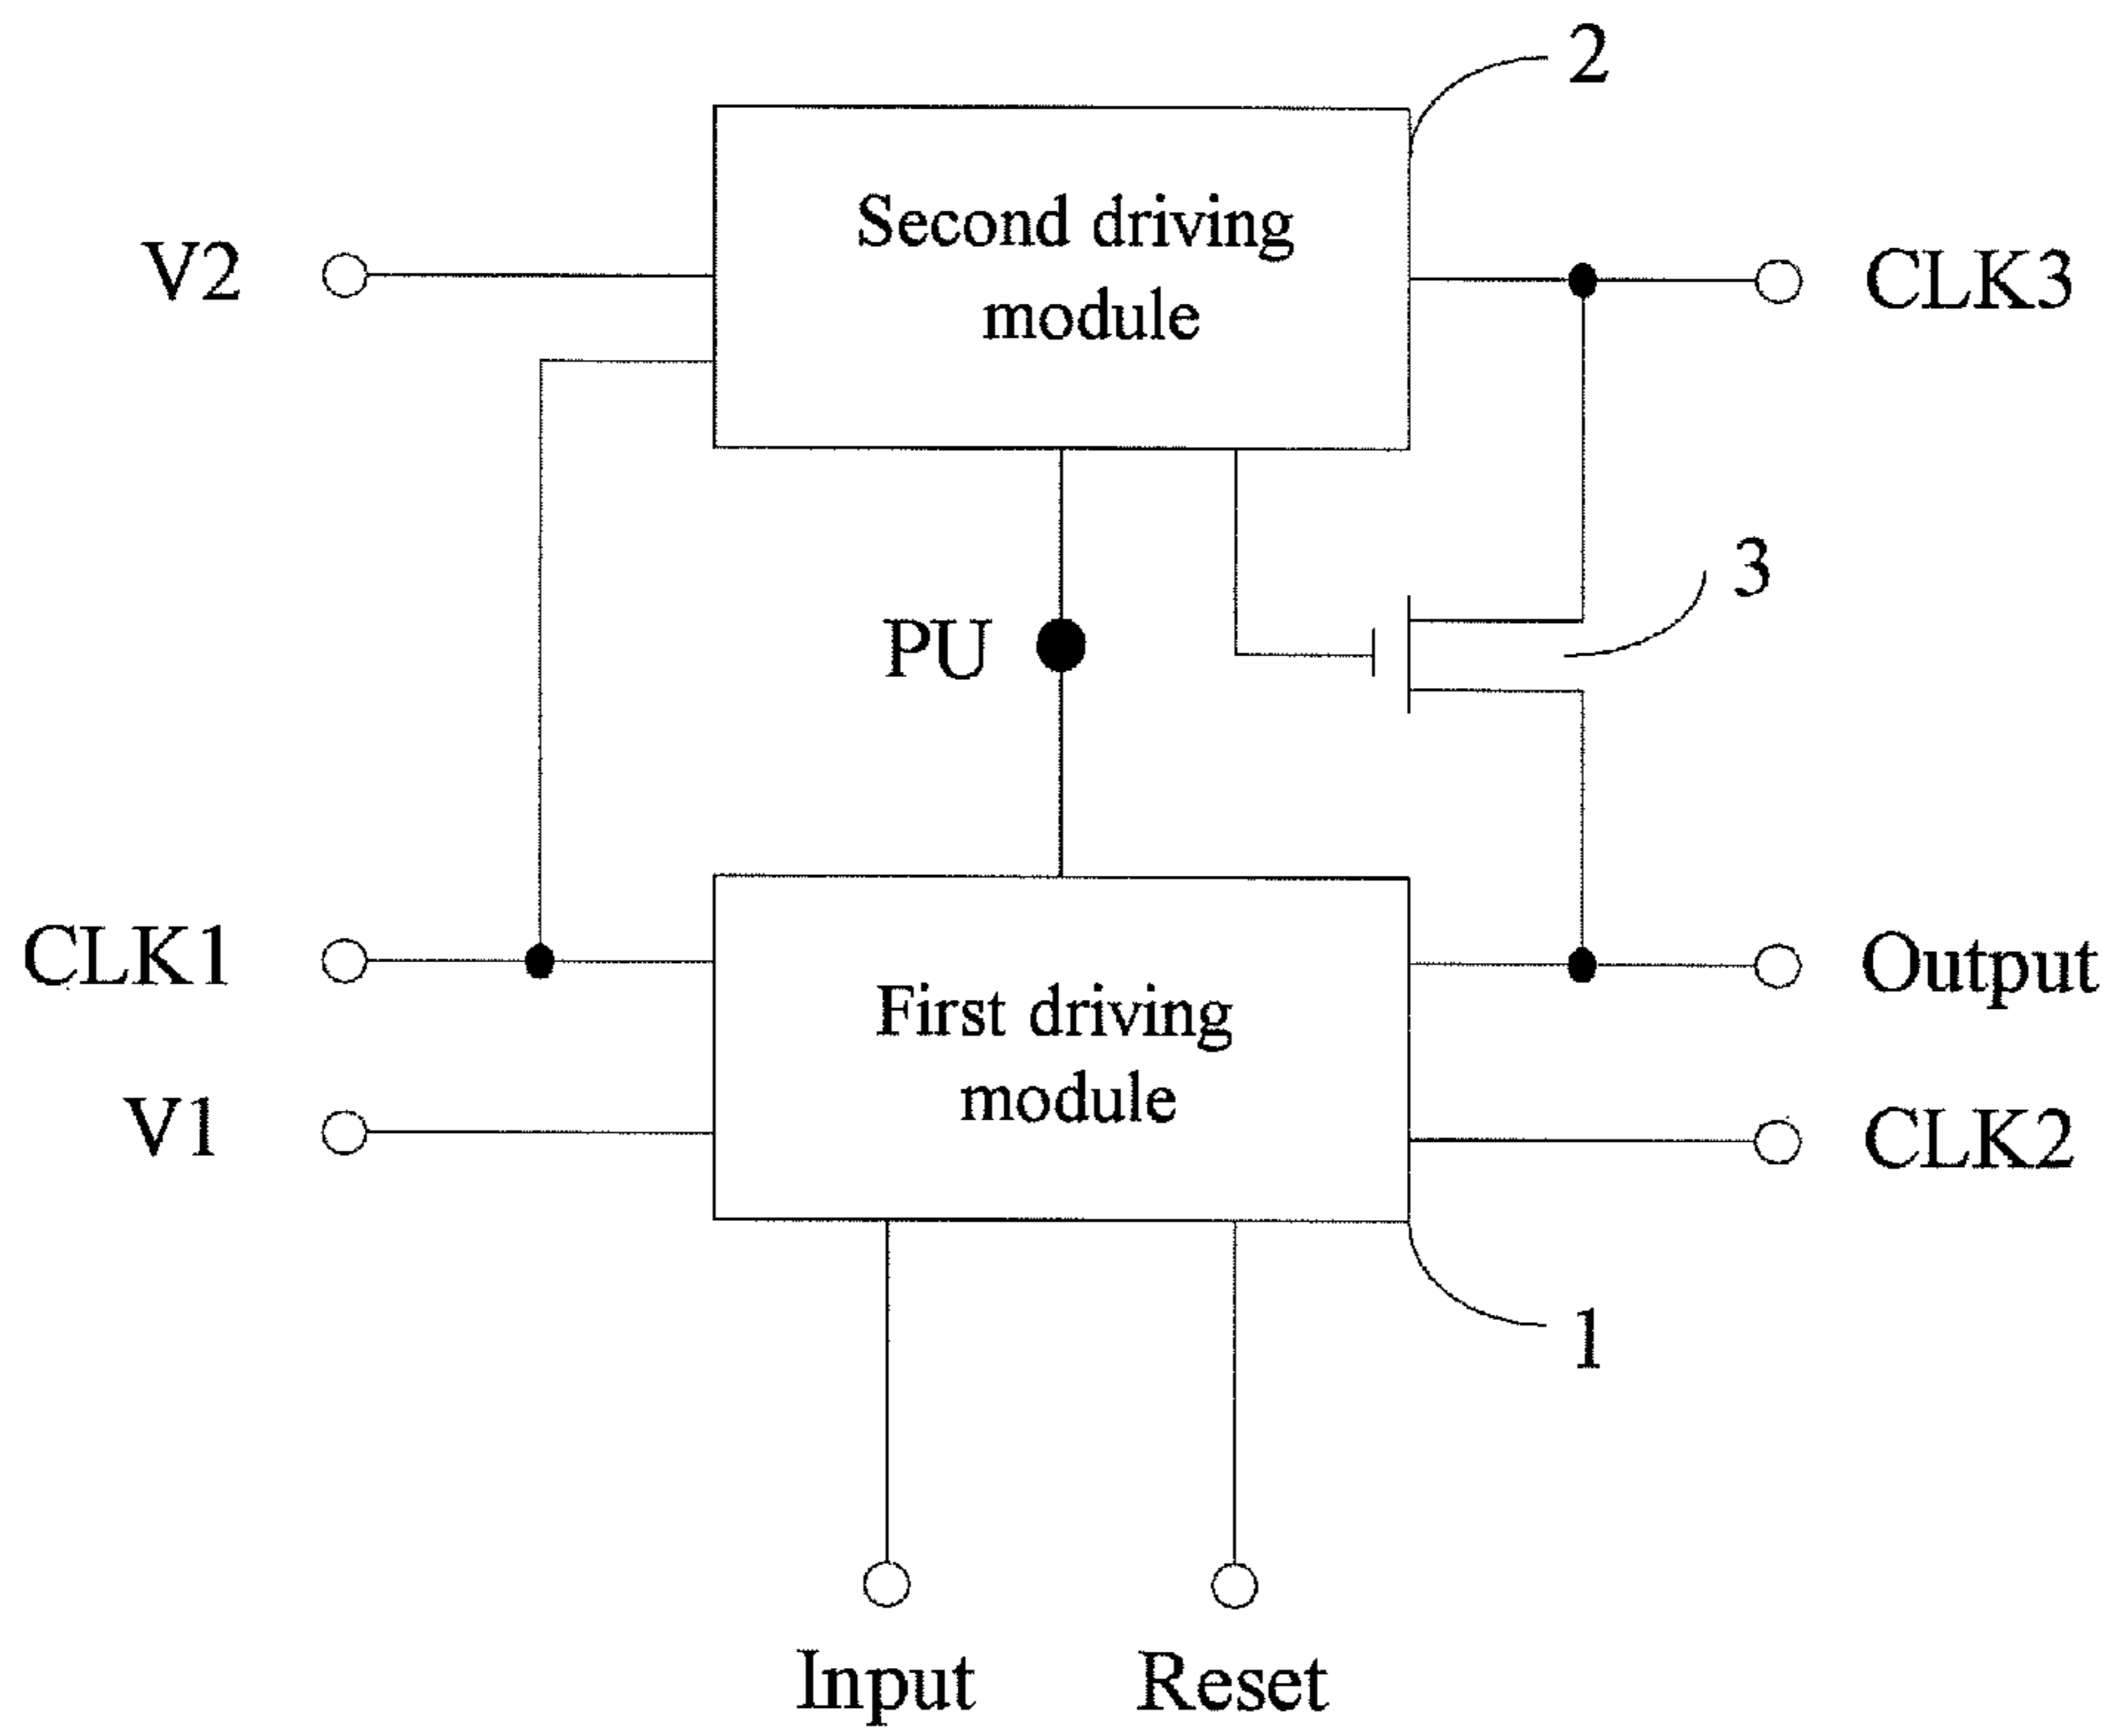 2
Second driving
module
V2
CLK3
3
PU
CLK1
Output
First driving
module
V1
CLK2
1
Input
Reset